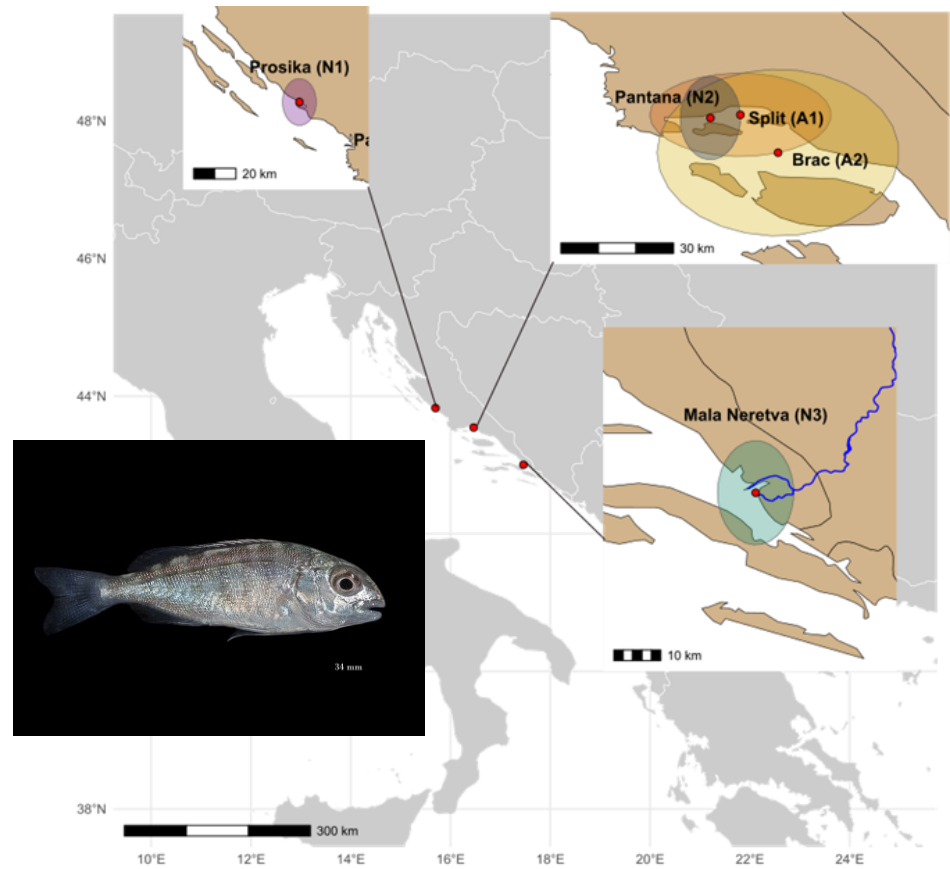 Prosika (N1)
Pa
20 km
Pantana (N2)
Split (A1)
Brac (A2)
30 km
48°N
46°N
44°N
Mala Neretva (N3)
10 km
34 mm
38°N
300 km
10°E
12°E
14°E
16°E
18°E
20°E
22°E
24°E